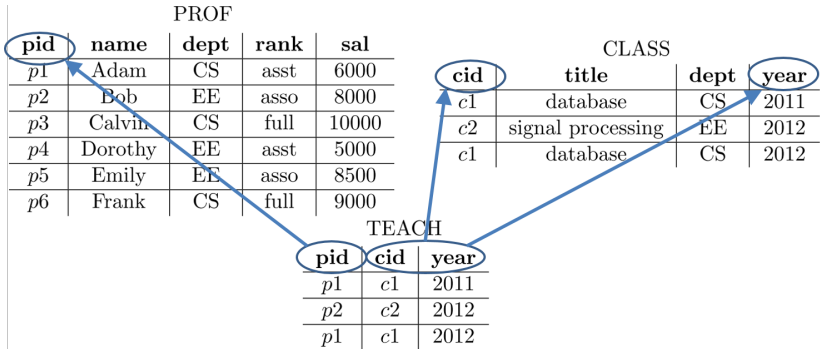 PROF
pid name dept rank sal
p1 Adam CS asst 6000
p2 Bob EE asso 8000
p3 Calvin CS full 10000
p4 Dorothy EE asst 5000
p5 Emily EE asso 8500
p6 Frank CS full 9000
CLASS
cid title dept year
c1 database CS 2011
c2 signal processing EE 2012
c1 database CS 2012
TEACH
pid cid year
p1 c1 2011
p2 c2 2012
p1 c1 2012